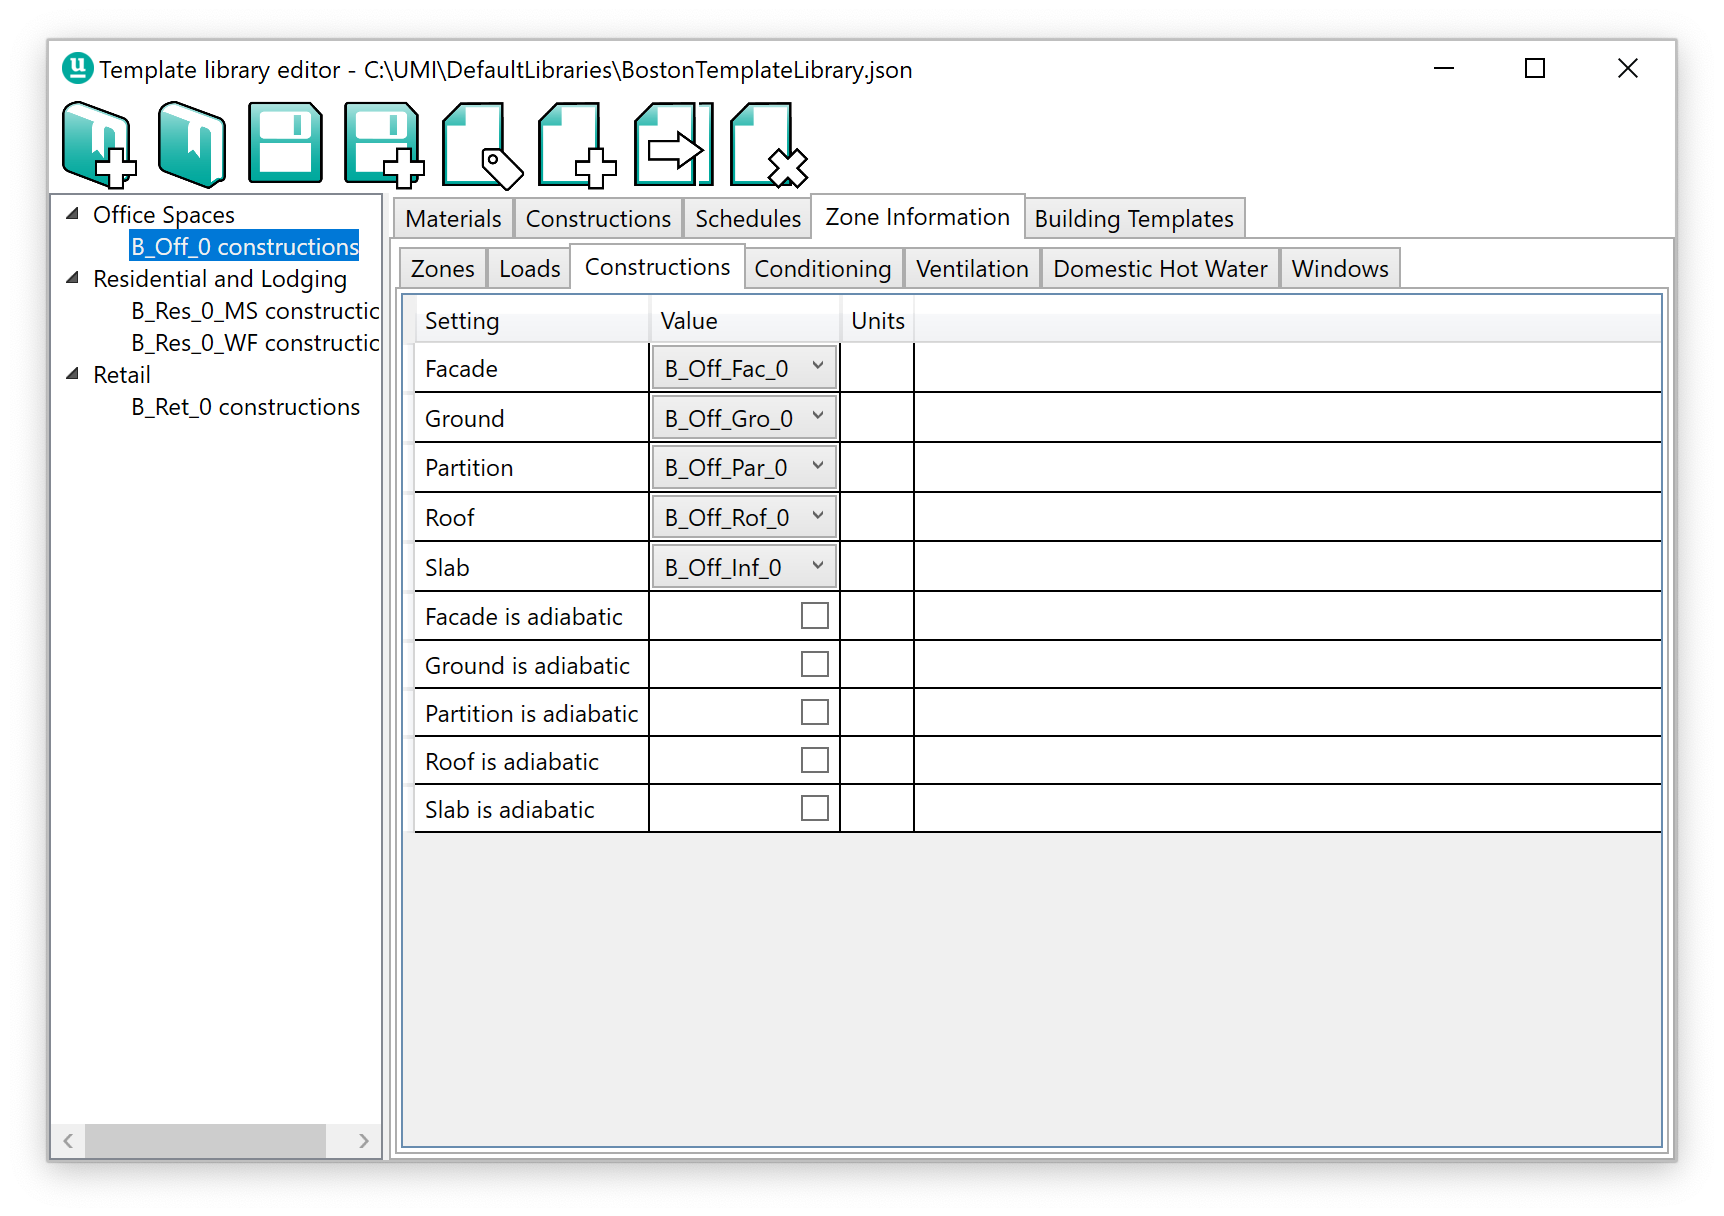 Template library editor - C:\UMI\DefaultLibraries\BostonTemplateLibrary.json
Office Spaces
B_Off_0 constructions
Residential and Lodging
B_Res_0_MS constructic
B_Res_0_WF constructic
Retail
B_Ret_0 constructions
Materials Constructions Schedules Zone Information Building Templates
Zones Loads Constructions Conditioning Ventilation Domestic Hot Water Windows
Setting Value Units
Facade B_Off_Fac_0
Ground B_Off_Gro_0
Partition B_Off_Par_0
Roof B_Off_Rof_0
Slab B_Off_Inf_0
Facade is adiabatic
Ground is adiabatic
Partition is adiabatic
Roof is adiabatic
Slab is adiabatic